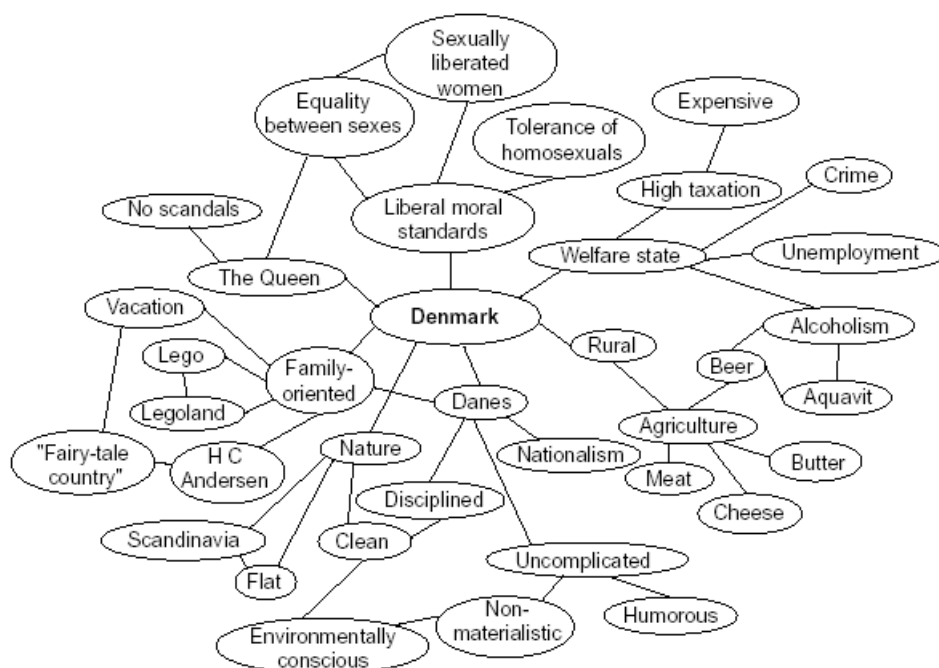 Sexually
liberated
women
Equality
between sexes
Expensive
Tolerance of
homosexuals
High taxation
Crime
No scandals
Liberal moral
standards
Welfare state
Unemployment
The Queen
Vacation
Denmark
Alcoholism
Rural
Lego
Family-
oriented
Beer
Legoland
Danes
Aquavit
Agriculture
"Fairy-tale
country"
H C
Andersen
Nature
Nationalism
Butter
Meat
Disciplined
Cheese
Scandinavia
Clean
Uncomplicated
Flat
Non-
materialistic
Humorous
Environmentally
conscious